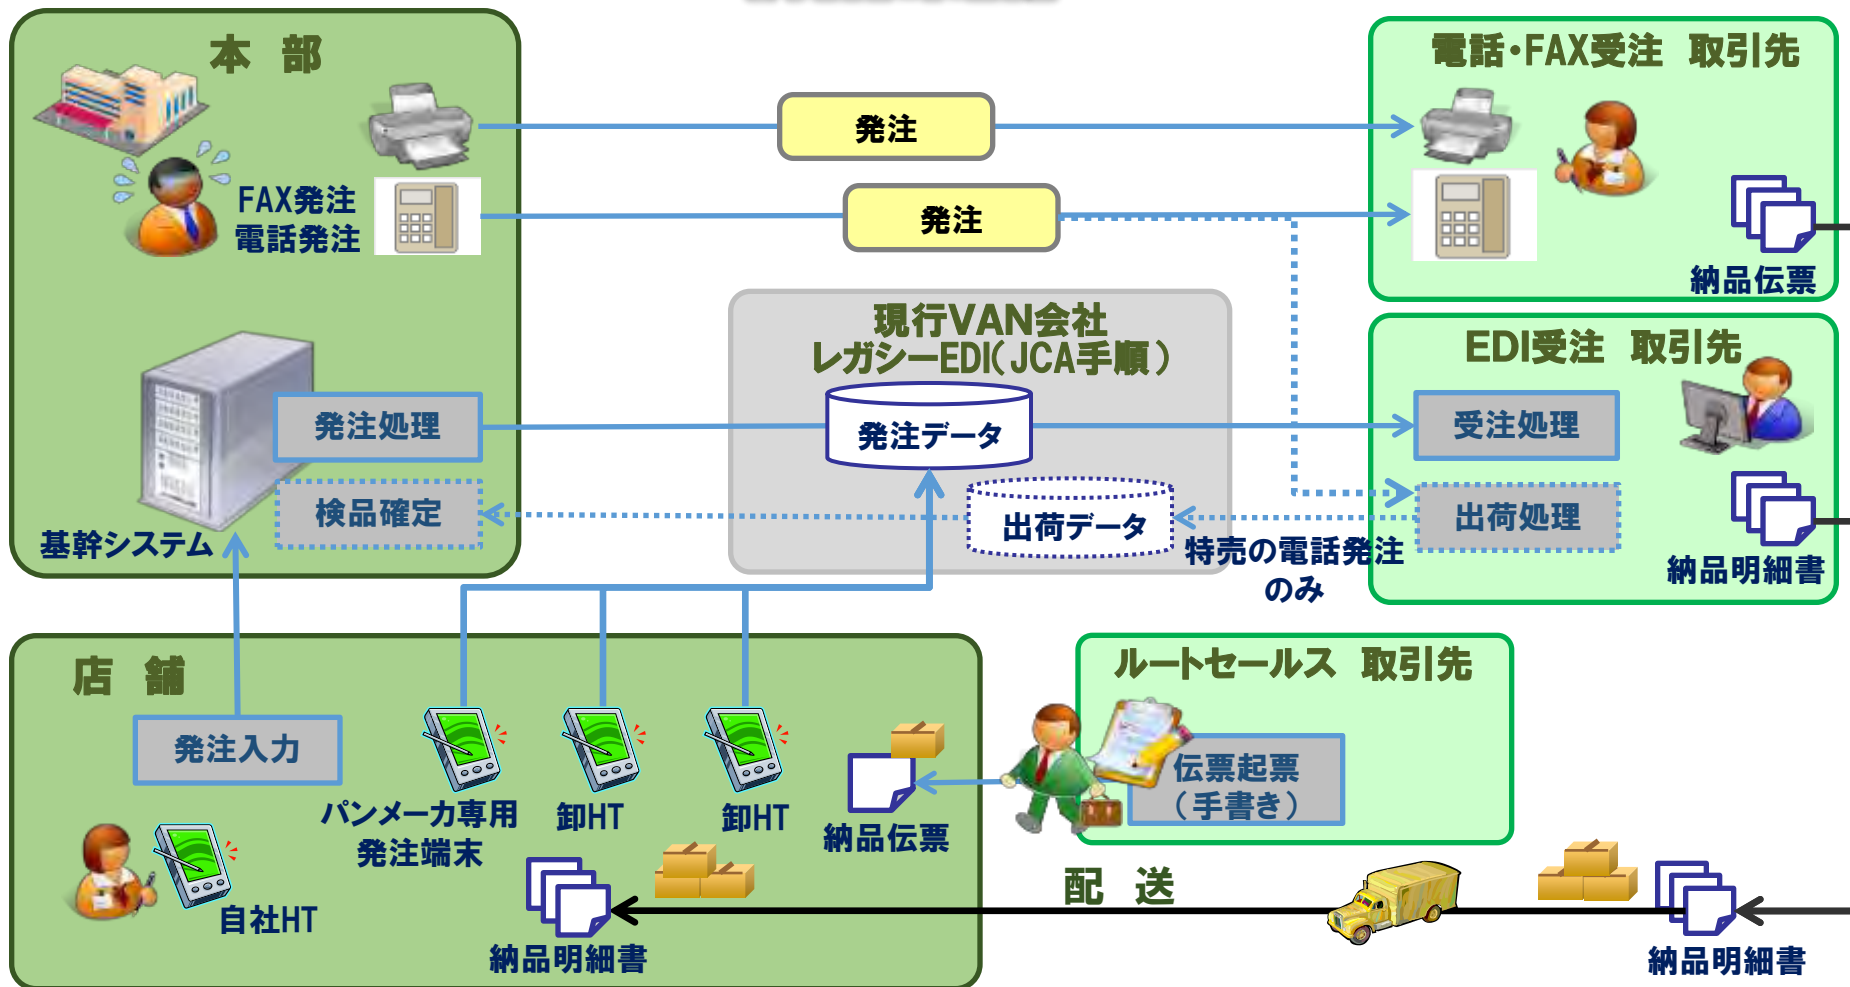 本 部
電話・FAX受注 取引先
発注
FAX発注
電話発注
発注
納品伝票
現行VAN会社
レガシーEDI(JCA手順)
EDI受注 取引先
発注処理
発注データ
受注処理
検品確定
出荷データ
出荷処理
基幹システム
特売の電話発注
のみ
納品明細書
店 舗
ルートセールス 取引先
発注入力
伝票起票
(手書き)
パンメーカ専用
発注端末
卸HT
卸HT
納品伝票
配 送
自社HT
納品明細書
納品明細書